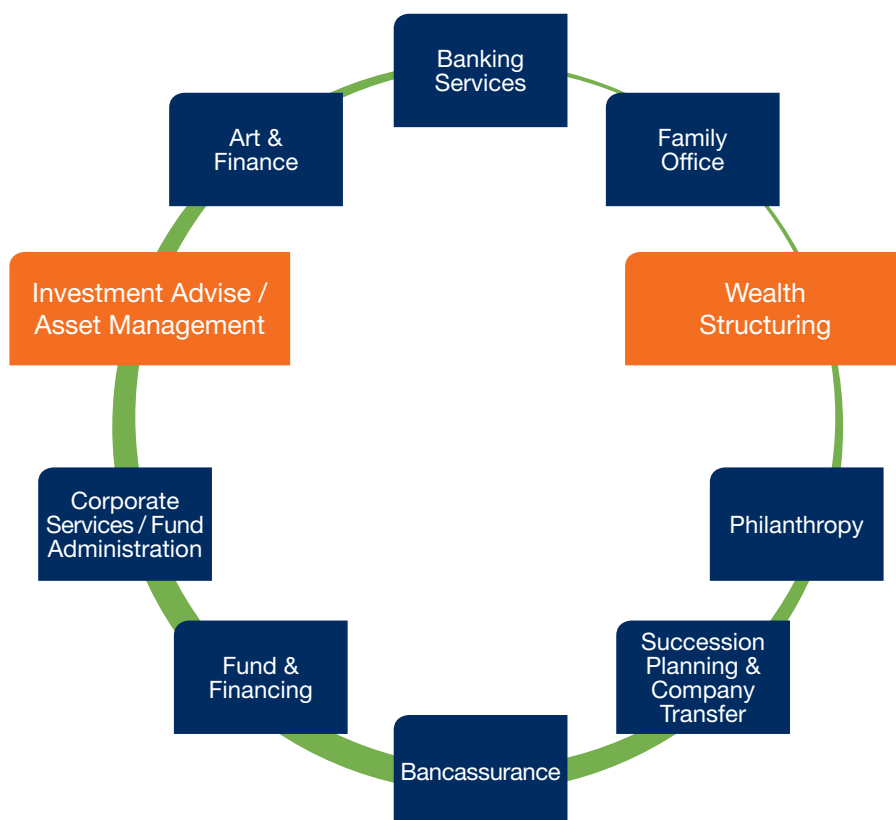 Banking
Services
Art &
Finance
Family
Office
Investment Advise /
Asset Management
Wealth
Structuring
Corporate
Services / Fund
Administration
Philanthropy
Fund &
Financing
Succession
Planning &
Company
Transfer
Bancassurance